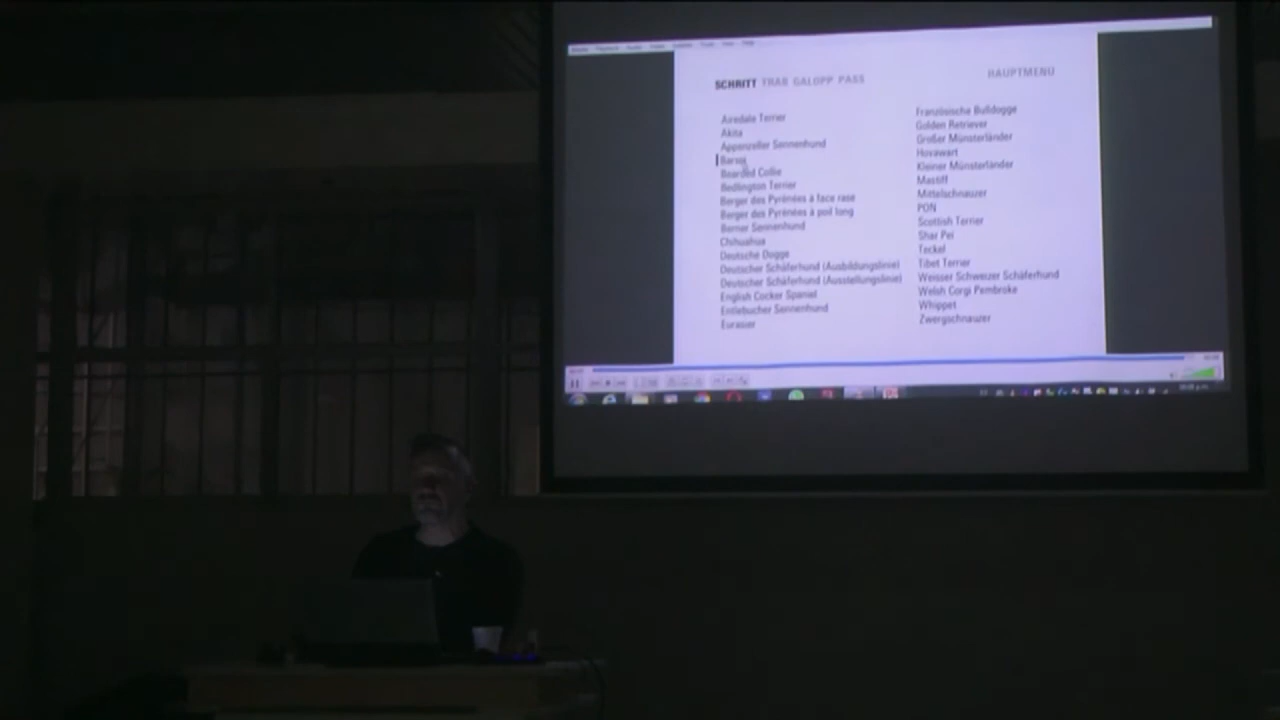 SCHRITT TRAB GALOPP PASS
HAUPTMENU
Airedale Terrier
Akita
Appenzeller Sennenhund
Barsoi
Bearded Collie
Bedlington Terrier
Berger des Pyrénées à face rase
Berger des Pyrénées à poil long
Berner Sennenhund
Chihuahua
Deutsche Dogge
Deutscher Schäferhund (Ausbildungslinie)
Deutscher Schäferhund (Ausstellungslinie)
English Cocker Spaniel
Entlebucher Sennenhund
Eurasier
Französische Bulldogge
Golden Retriever
Großer Münsterländer
Hovawart
Kleiner Münsterländer
Mastiff
Mittelschnauzer
PON
Scottish Terrier
Shar Pei
Teckel
Tibet Terrier
Weisser Schweizer Schäferhund
Welsh Corgi Pembroke
Whippet
Zwergschnauzer